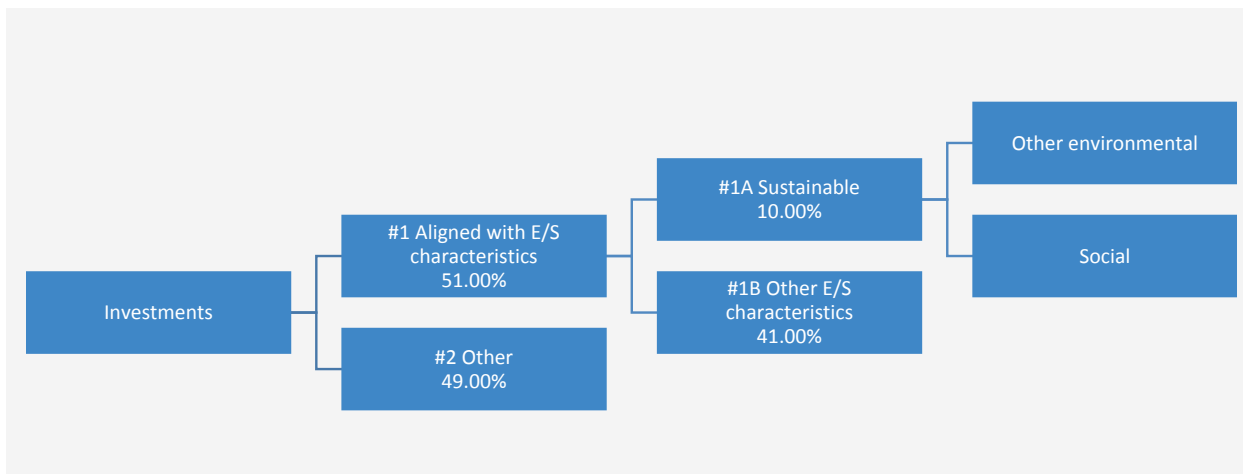 Investments
#1 Aligned with E/S
characteristics
51.00%
#2 Other
49.00%
#1A Sustainable
10.00%
#1B Other E/S
characteristics
41.00%
Other environmental
Social